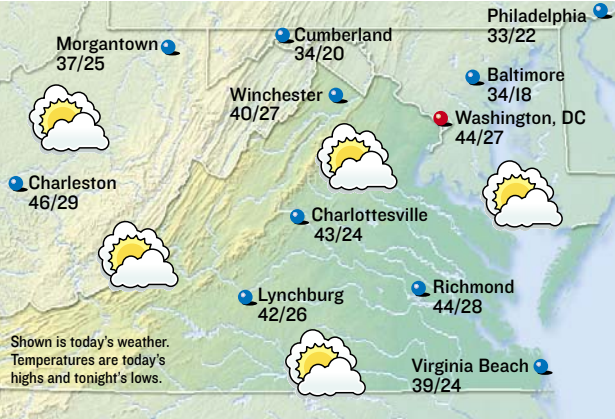 Philadelphia
33/22
Morgantown
37/25
Cumberland
34/20
Baltimore
34/18
Winchester
40/27
Washington, DC
44/27
Charleston
46/29
Charlottesville
43/24
Lynchburg
42/26
Richmond
44/28
Shown is today's weather.
Temperatures are today's
highs and tonight's lows.
Virginia Beach
39/24